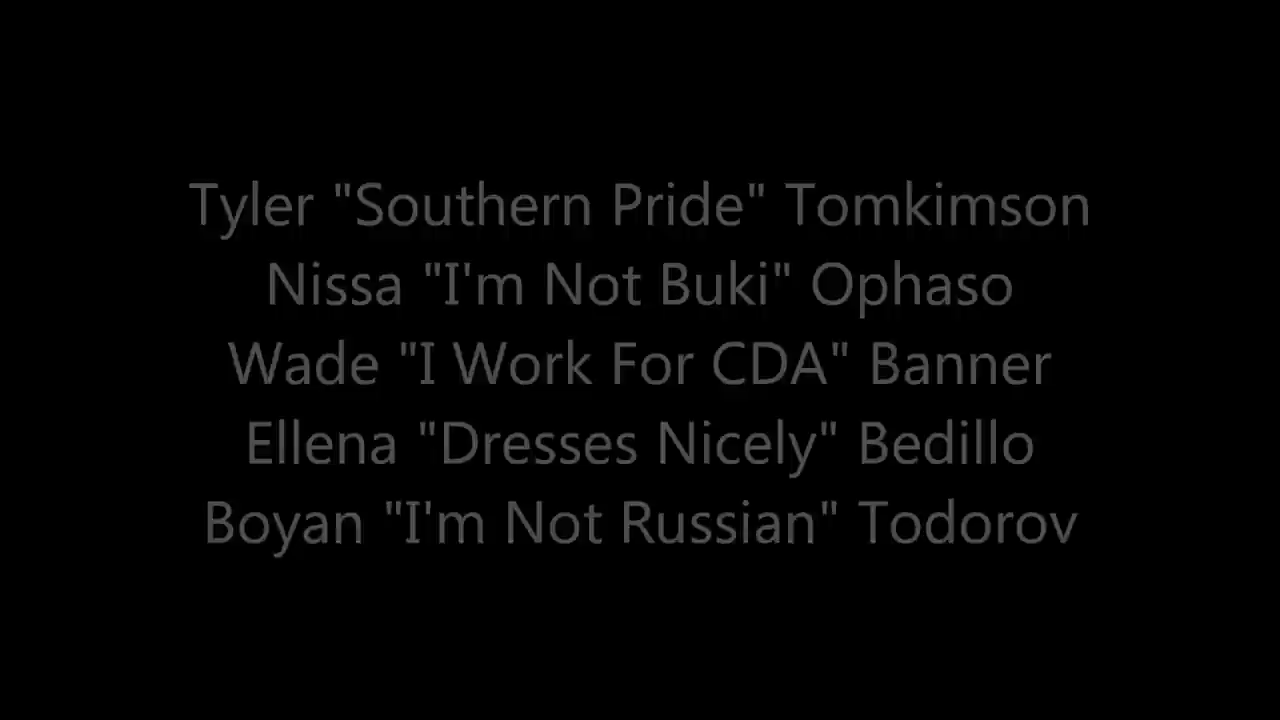 Tyler "Southern Pride" Tomkimson
Nissa "I'm Not Buki" Ophaso
Wade "I Work For CDA" Banner
Ellena "Dresses Nicely" Bedillo
Boyan "I'm Not Russian" Todorov